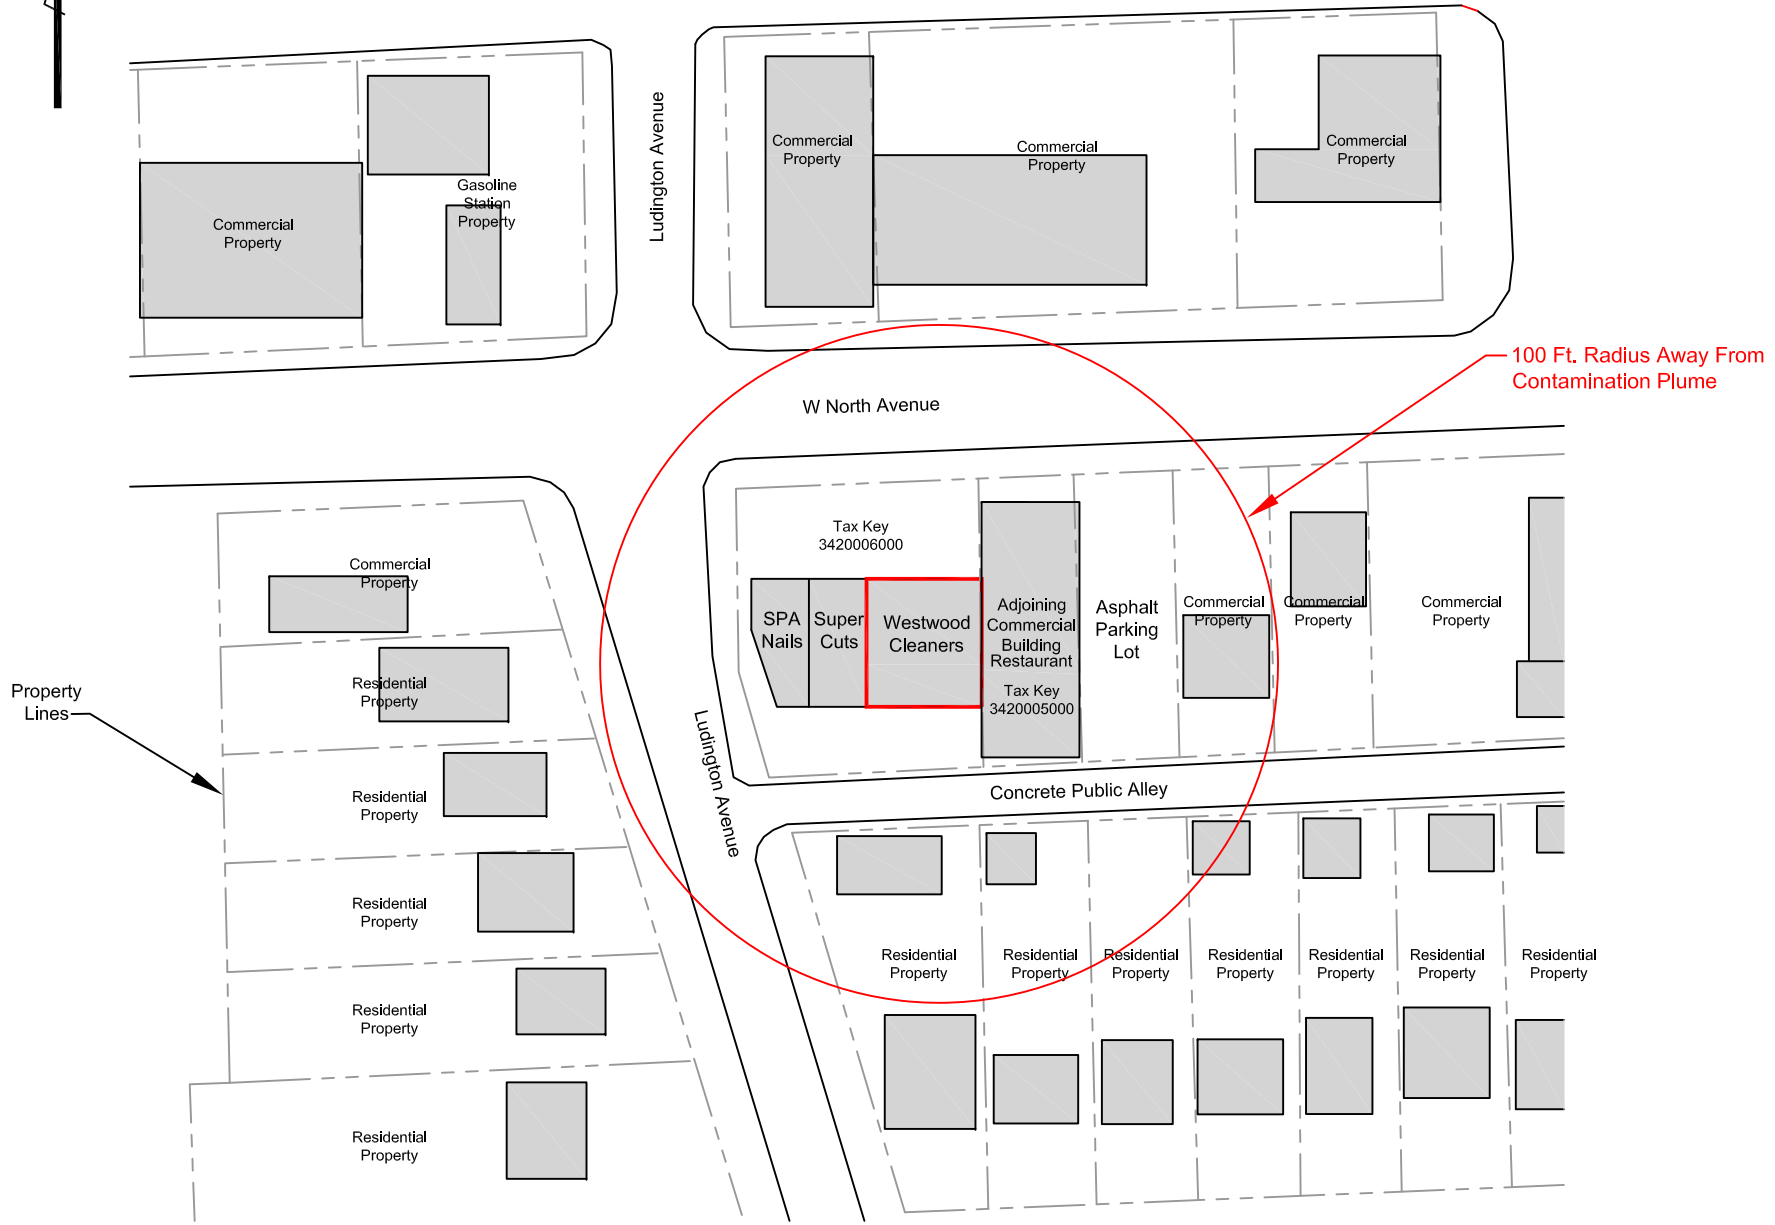 Ludington Avenue
Commercial
Property
Commercial
Property
Commercial
Property
Gasoline
Station
Property
Commercial
Property
100 Ft. Radius Away From
Contamination Plume
W North Avenue
Tax Key
3420006000
Commercial
Property
SPA
Nails
Super
Cuts
Westwood
Cleaners
Adjoining
Commercial
Building
Restaurant
Tax Key
3420005000
Asphalt
Parking
Lot
Commercial
Property
Commercial
Property
Commercial
Property
Property
Lines
Residential
Property
Ludington Avenue
Concrete Public Alley
Residential
Property
Residential
Property
Residential
Property
Residential
Property
Residential
Property
Residential
Property
Residential
Property
Residential
Property
Residential
Property
Residential
Property
Residential
Property
Residential
Property